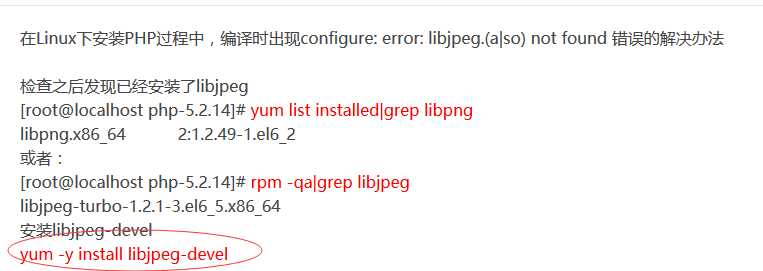 在Linux下安装PHP过程中，编译时出现configure: error: libjpeg.(a|so) not found 错误的解决办法
检查之后发现已经安装了libjpeg
[root@localhost php-5.2.14]# yum list installed|grep libpng
libpng.x86_64 2:1.2.49-1.el6_2
或者：
[root@localhost php-5.2.14]# rpm -qa|grep libjpeg
libjpeg-turbo-1.2.1-3.el6_5.x86_64
安装libjpeg-devel
yum -y install libjpeg-devel